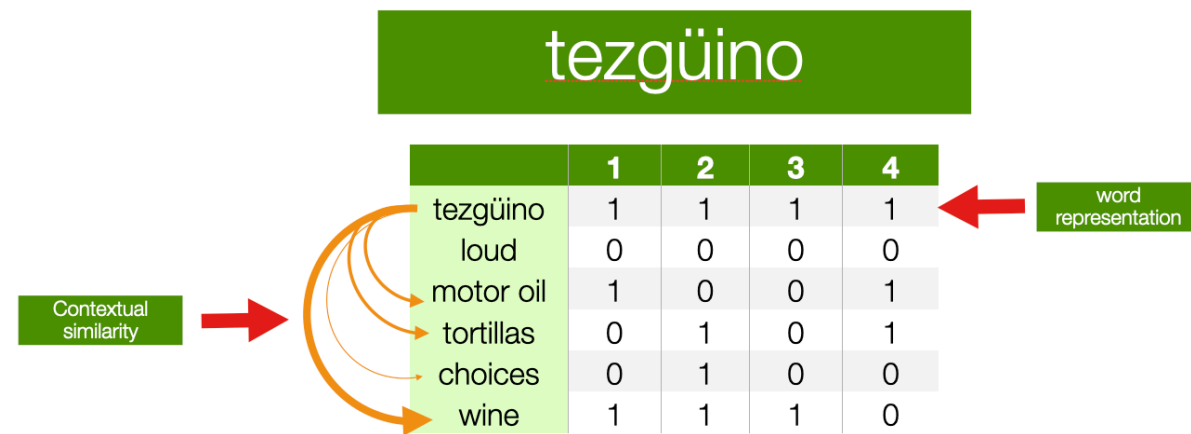 tezgüino
1 2 3 4
tezgüino 1 1 1 1
loud 0 0 0 0
motor oil 1 0 0 1
tortillas 0 1 0 1
choices 0 1 0 0
wine 1 1 1 0
word
representation
Contextual
similarity